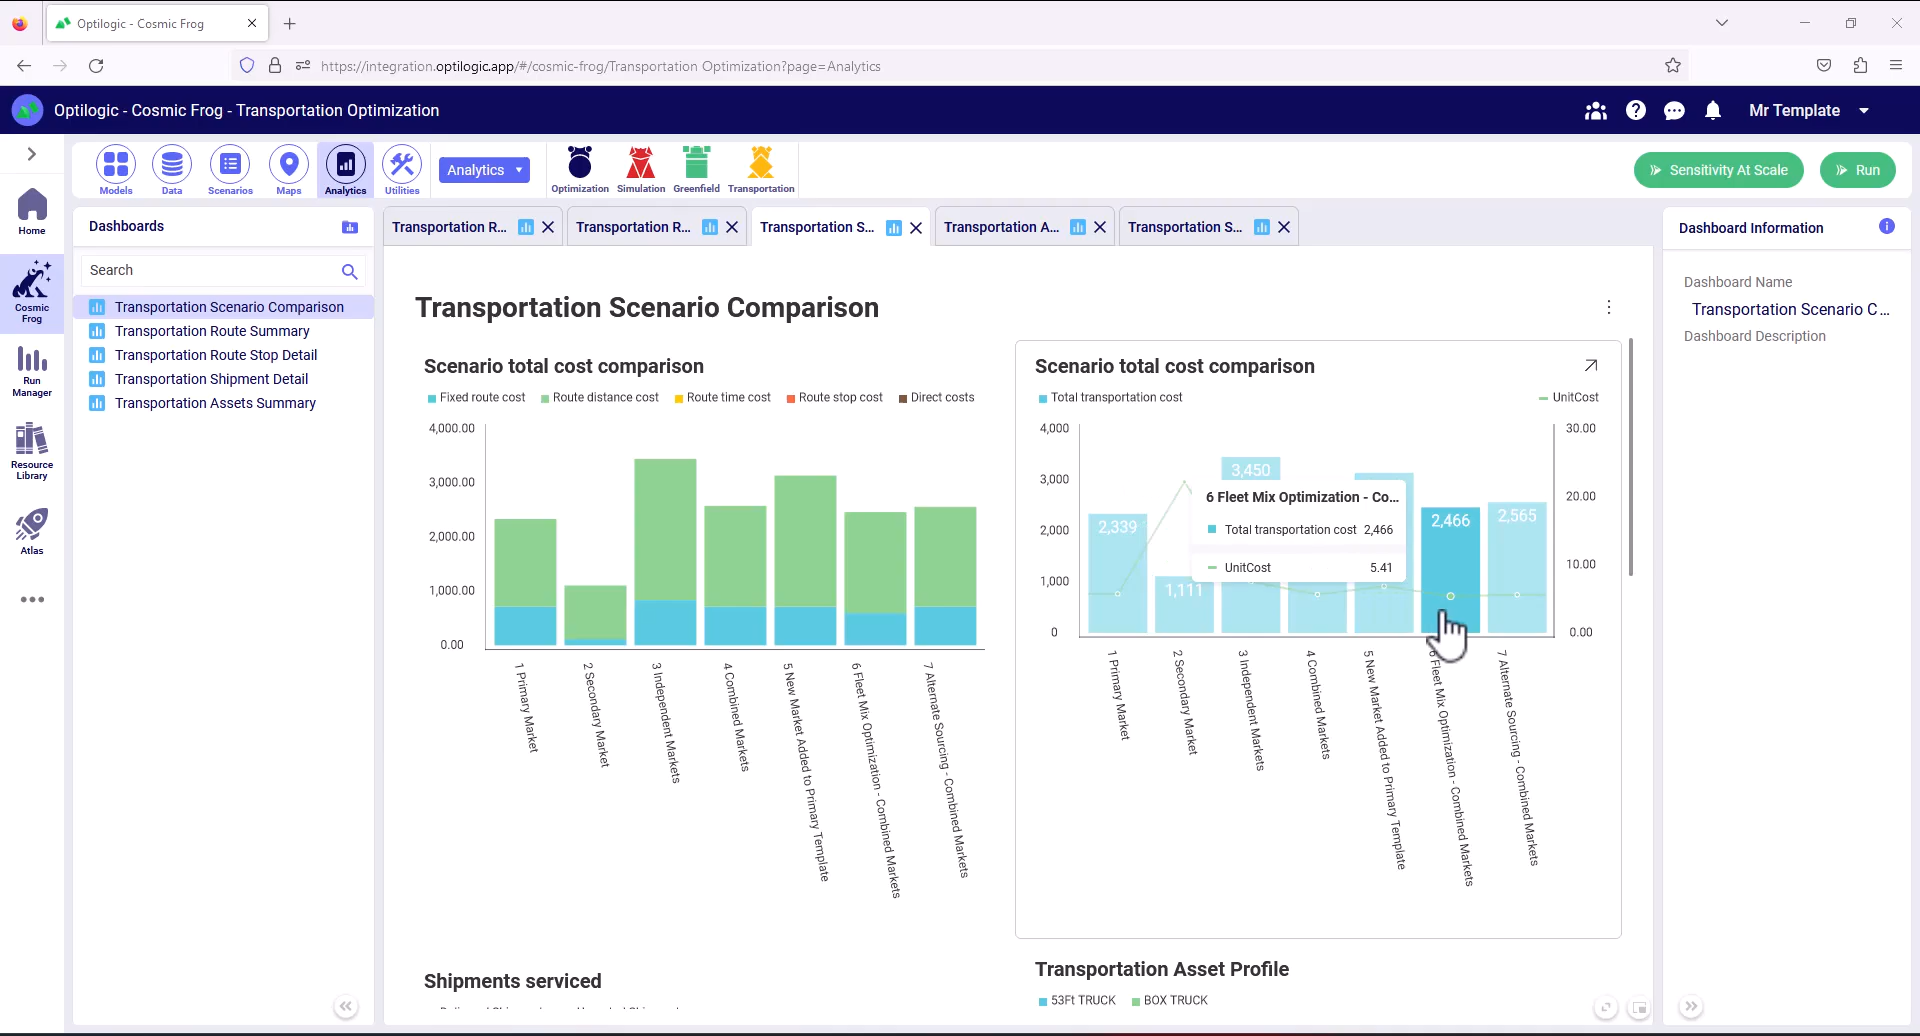 Optilogic - Cosmic Frog
https://integration.optilogic.app/#/cosmic-frog/Transportation Optimization?page=Analytics
Optilogic - Cosmic Frog - Transportation Optimization
Mr Template
Models
Data
Scenarios
Maps
Analytics
Utilities
Analytics
Optimization
Simulation
Greenfield
Transportation
Sensitivity At Scale
Run
Home
Cosmic
Frog
Run
Manager
Resource
Library
Atlas
Dashboards
Search
Transportation Scenario Comparison
Transportation Route Summary
Transportation Route Stop Detail
Transportation Shipment Detail
Transportation Assets Summary
Transportation R...
Transportation R...
Transportation S...
Transportation A...
Transportation S...
Transportation Scenario Comparison
Scenario total cost comparison
Fixed route cost
Route distance cost
Route time cost
Route stop cost
Direct costs
4,000.00
3,000.00
2,000.00
1,000.00
0.00
1 Primary Market
2 Secondary Market
3 Independent Markets
4 Combined Markets
5 New Market Added to Primary Template
6 Fleet Mix Optimization - Combined Markets
7 Alternate Sourcing - Combined Markets
Scenario total cost comparison
Total transportation cost
UnitCost
4,000
3,000
2,000
1,000
0
30.00
20.00
10.00
0.00
2,339
1,111
3,450
2,466
2,565
6 Fleet Mix Optimization - Co...
Total transportation cost 2,466
UnitCost 5.41
1 Primary Market
2 Secondary Market
3 Independent Markets
4 Combined Markets
5 New Market Added to Primary Template
6 Fleet Mix Optimization - Combined Markets
7 Alternate Sourcing - Combined Markets
Shipments serviced
Transportation Asset Profile
53Ft TRUCK
BOX TRUCK
Dashboard Information
Dashboard Name
Transportation Scenario C...
Dashboard Description